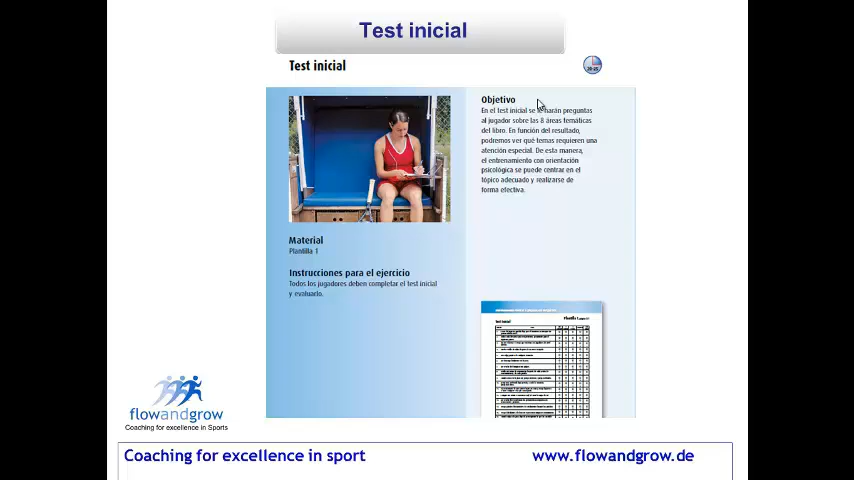 Test inicial
Test inicial
Objetivo
En el test inicial se le harán preguntas
al jugador sobre las 8 áreas temáticas
del libro. En función del resultado,
podremos ver qué temas requieren una
atención especial. De esta manera,
el entrenamiento con orientación
psicológica se puede centrar en el
tópico adecuado y realizarse de
forma efectiva.
Material
Plantilla 1
Instrucciones para el ejercicio
Todos los jugadores deben completar el test inicial
y evaluarlo.
Test inicial
flowandgrow
Coaching for excellence in Sports
Coaching for excellence in sport
www.flowandgrow.de